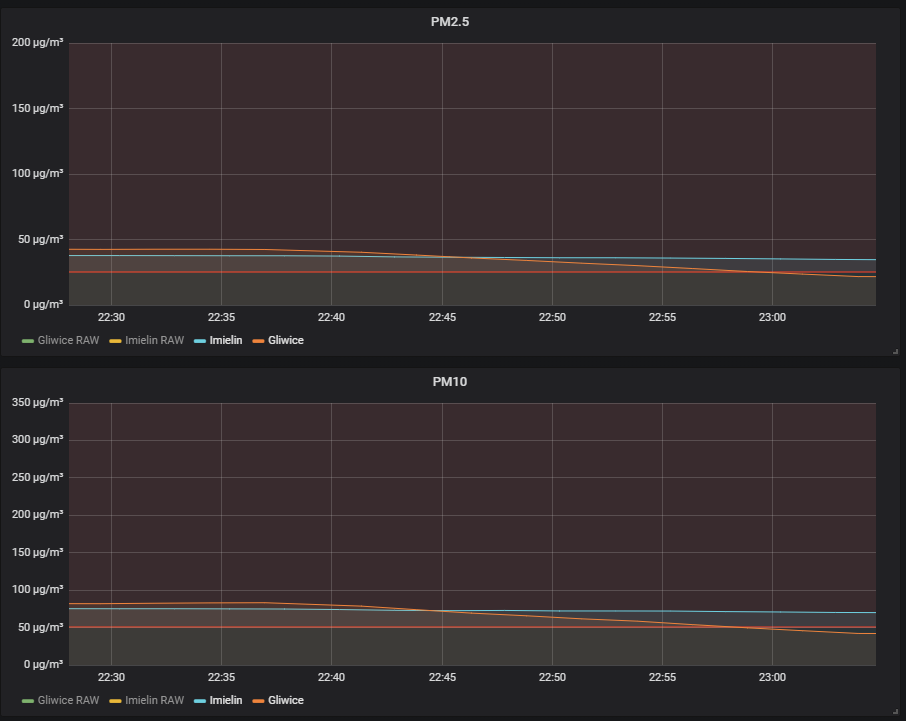 PM2.5
200 µg/m³
150 µg/m³
100 µg/m³
50 µg/m³
0 µg/m³
22:30 22:35 22:40 22:45 22:50 22:55 23:00
Gliwice RAW Imielin RAW Imielin Gliwice
PM10
350 µg/m³
300 µg/m³
250 µg/m³
200 µg/m³
150 µg/m³
100 µg/m³
50 µg/m³
0 µg/m³
22:30 22:35 22:40 22:45 22:50 22:55 23:00
Gliwice RAW Imielin RAW Imielin Gliwice